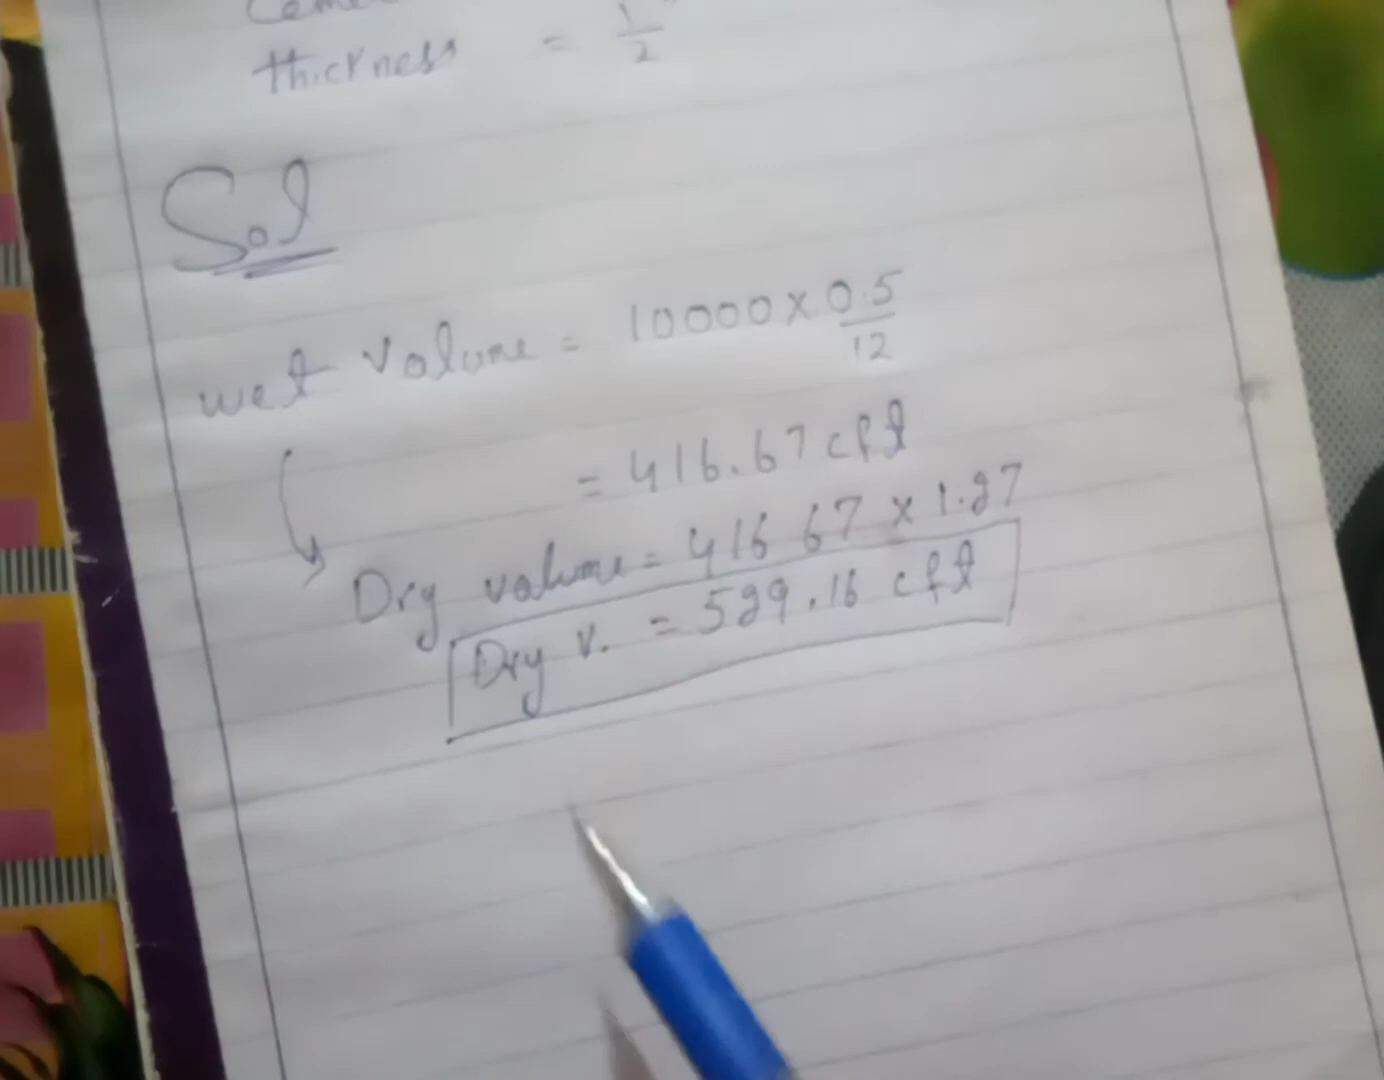 thickness = 1/2"
Sol
wet volume = 10000 x 0.5/12
= 416.67 cft
Dry volume = 416 67 x 1.27
Dry v. = 529.16 cft